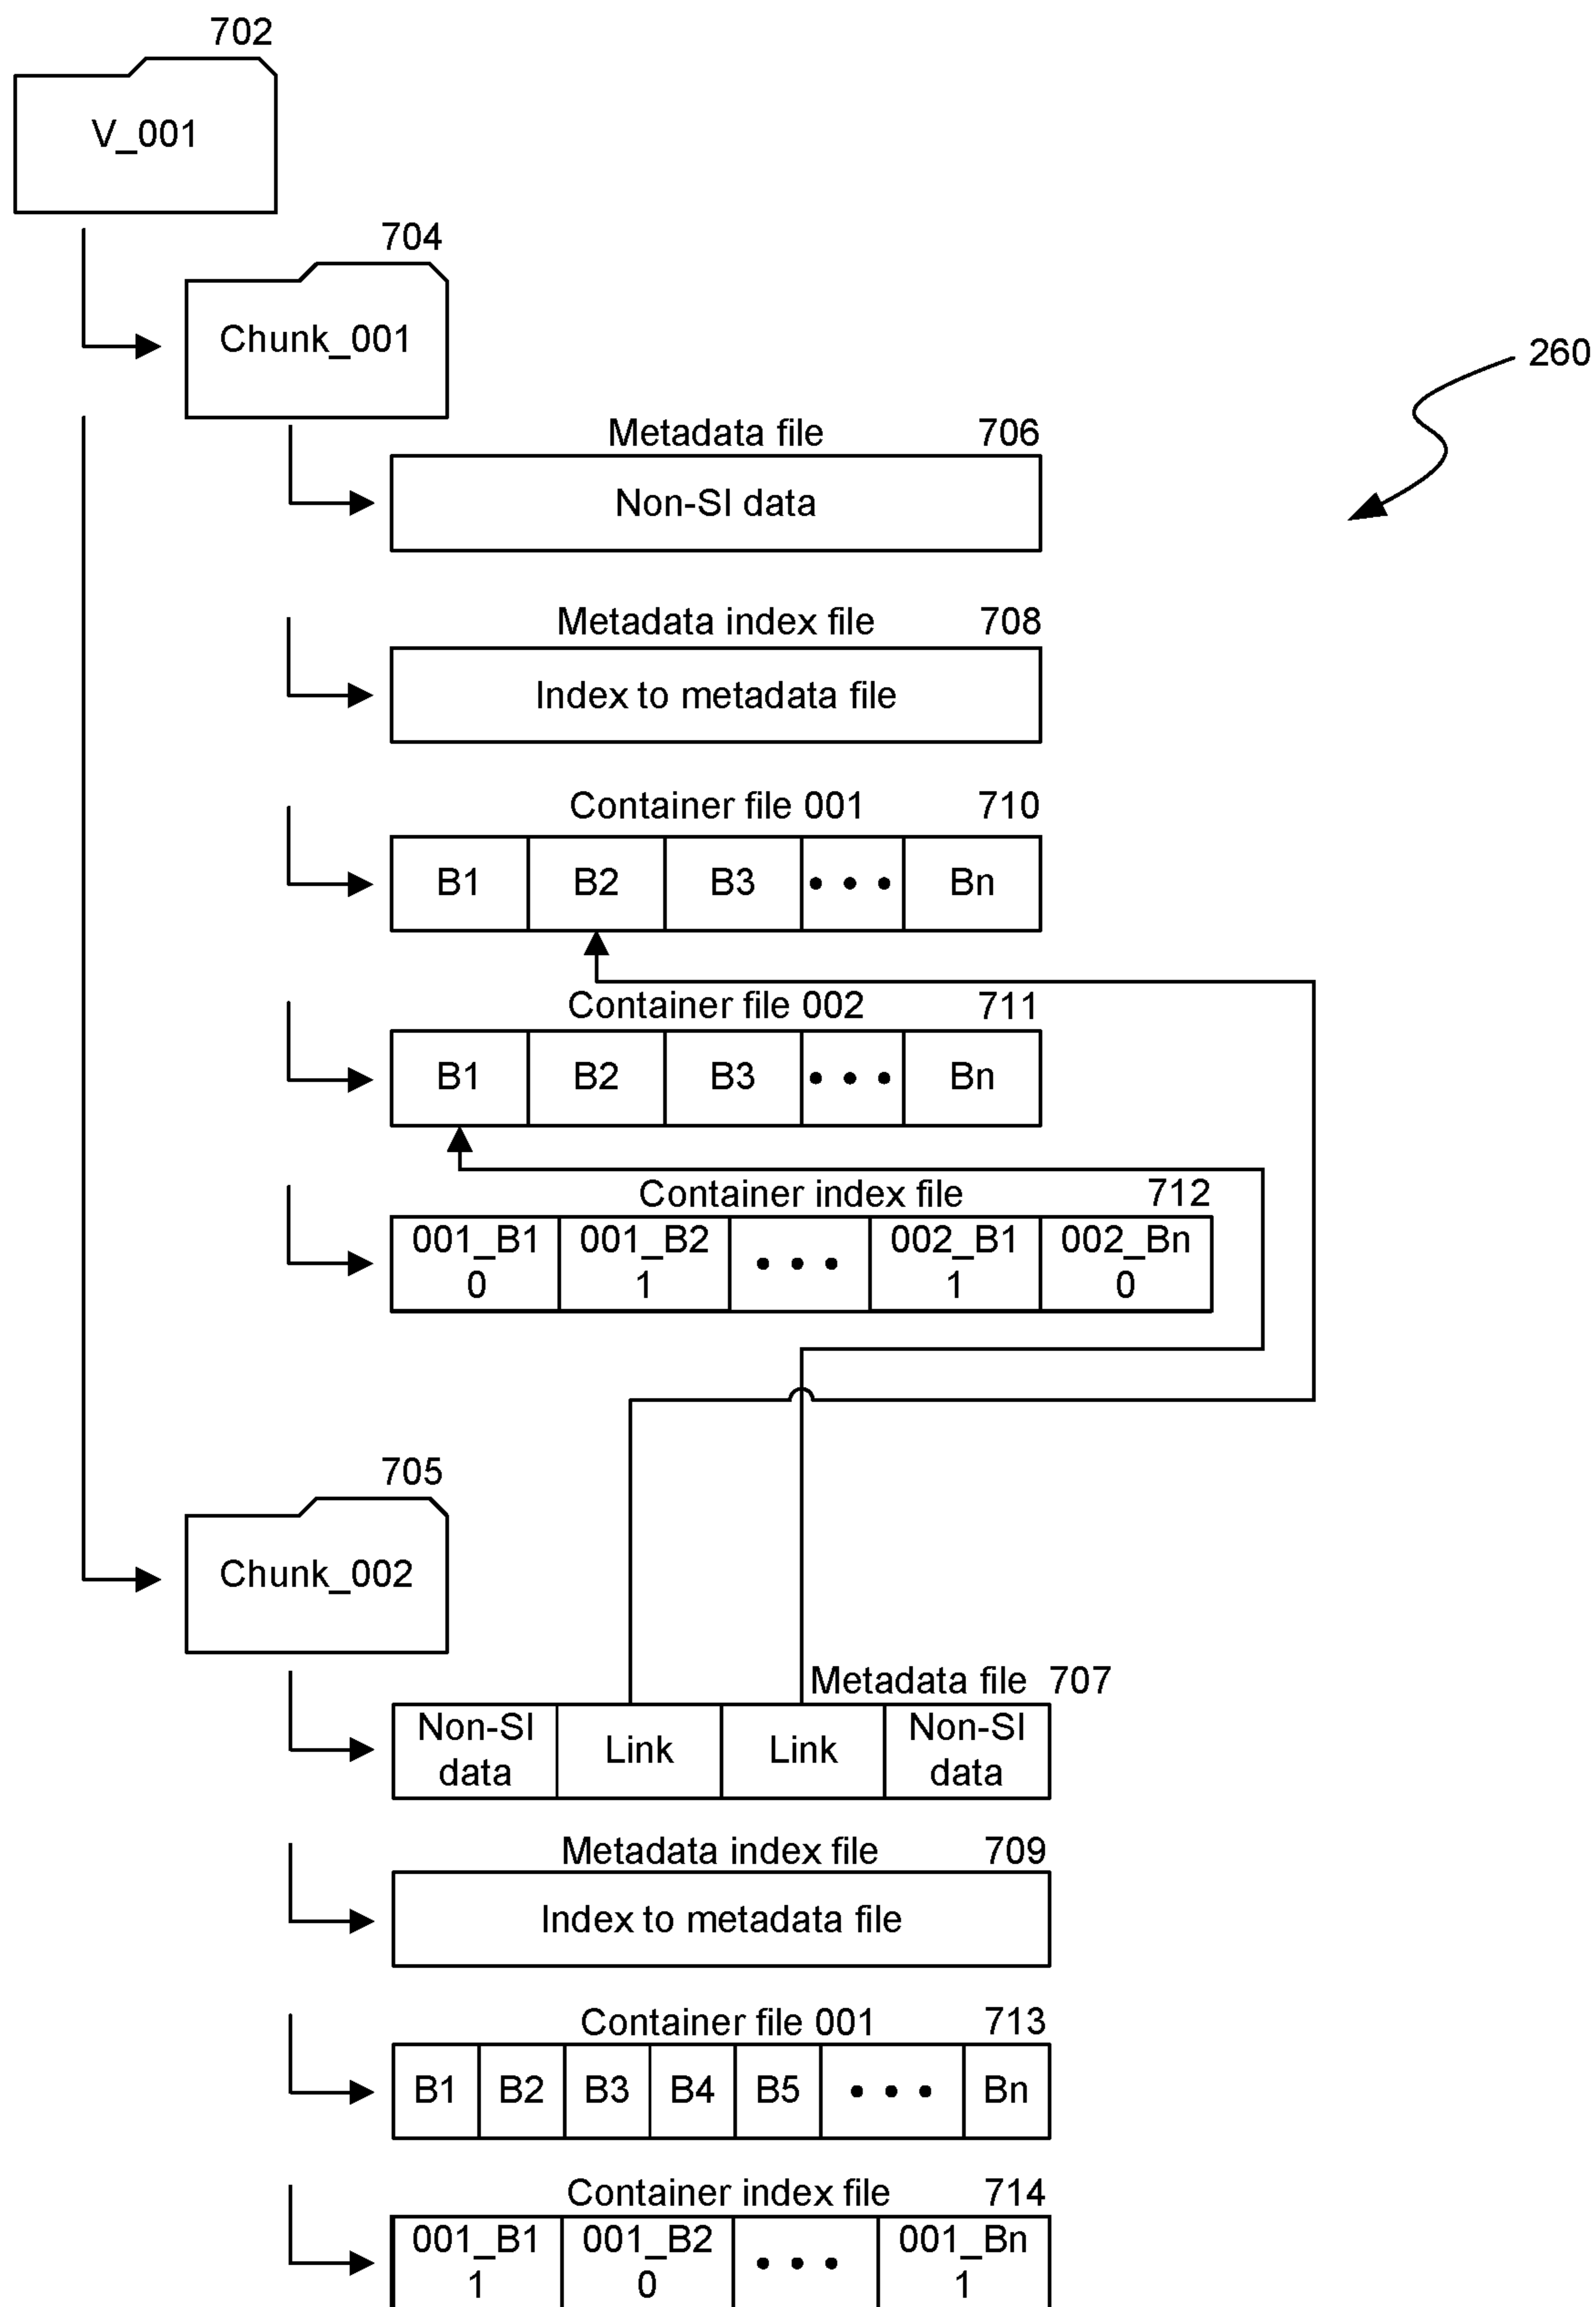 702
V_001
704
Chunk_001
260
Metadata file 706
Non-SI data
Metadata index file 708
Index to metadata file
Container file 001 710
B1 B2 B3 • • • Bn
Container file 002 711
B1 B2 B3 • • • Bn
Container index file 712
001_B1 001_B2 • • • 002_B1 002_Bn
0 1 1 0
705
Chunk_002
Metadata file 707
Non-SI data Link Link Non-SI data
Metadata index file 709
Index to metadata file
Container file 001 713
B1 B2 B3 B4 B5 • • • Bn
Container index file 714
001_B1 001_B2 • • • 001_Bn
1 0 1